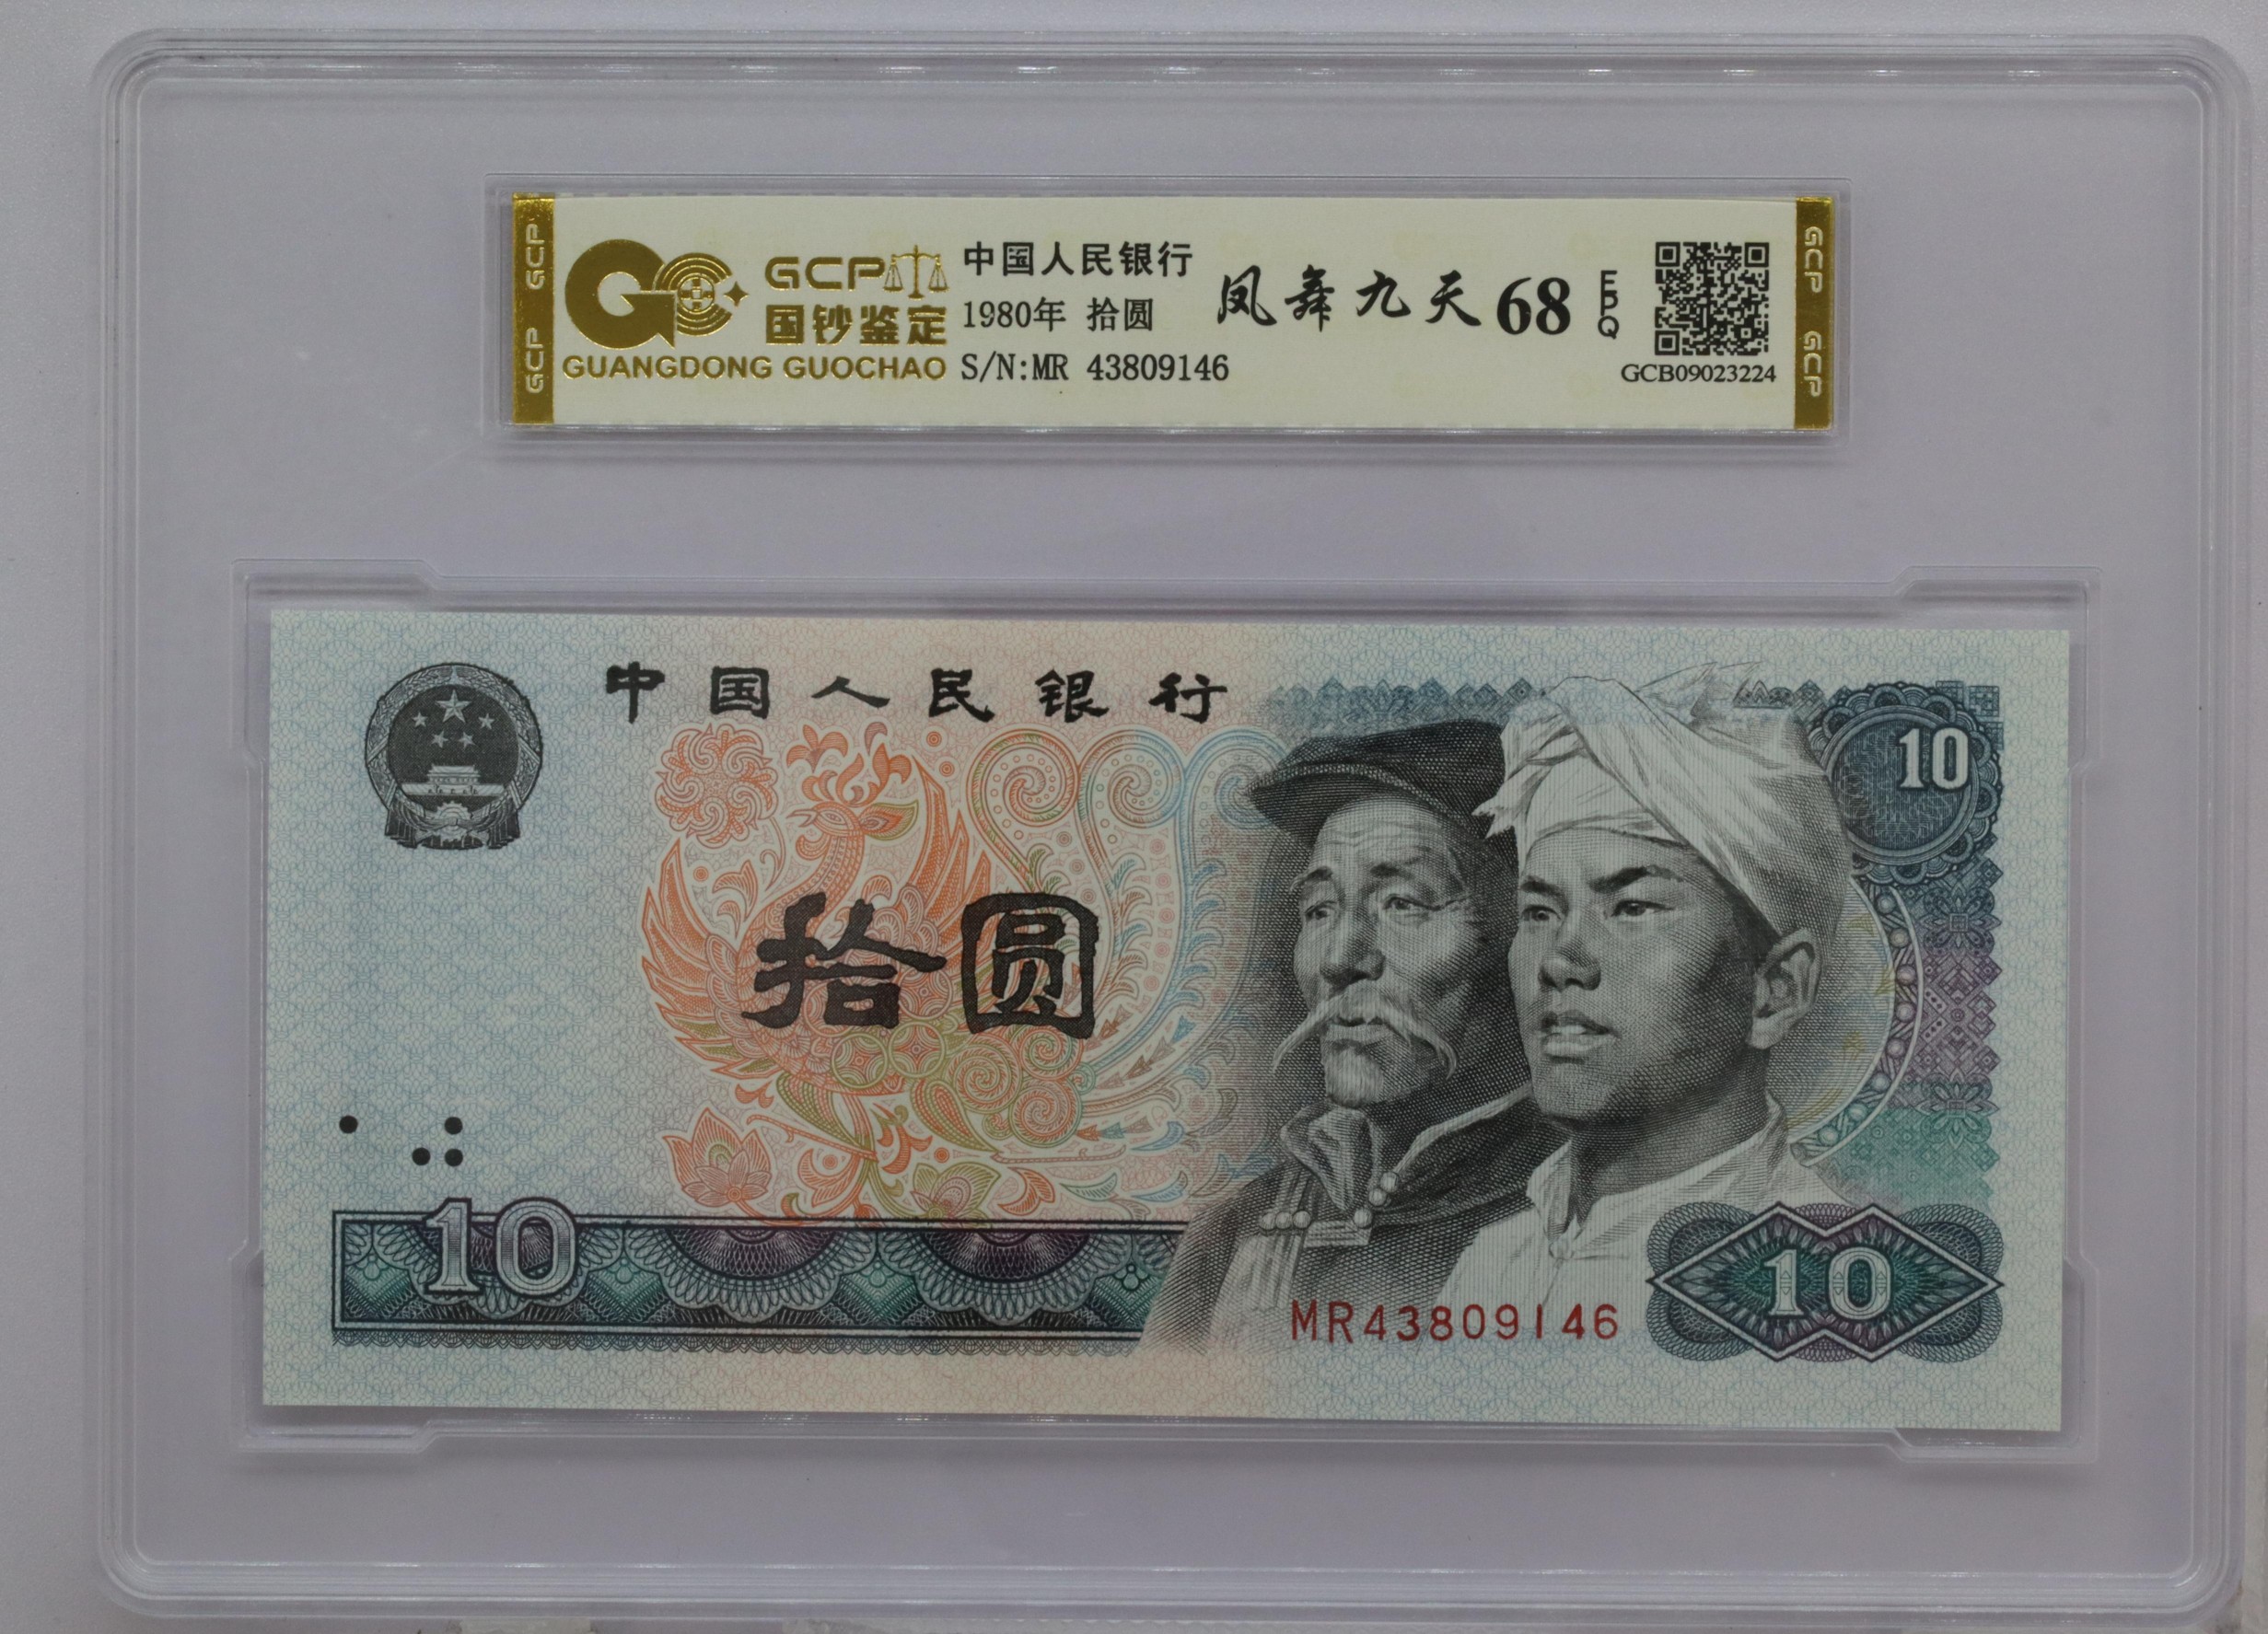 GCP GCP
GCP
国钞鉴定
GUANGDONG GUOCHAO
中国人民银行
1980年 拾圆
S/N:MR 43809146
凤舞九天 68 EPQ
GCB09023224
GCP GCP
中国人民银行
10
拾圆
10
MR43809146
10